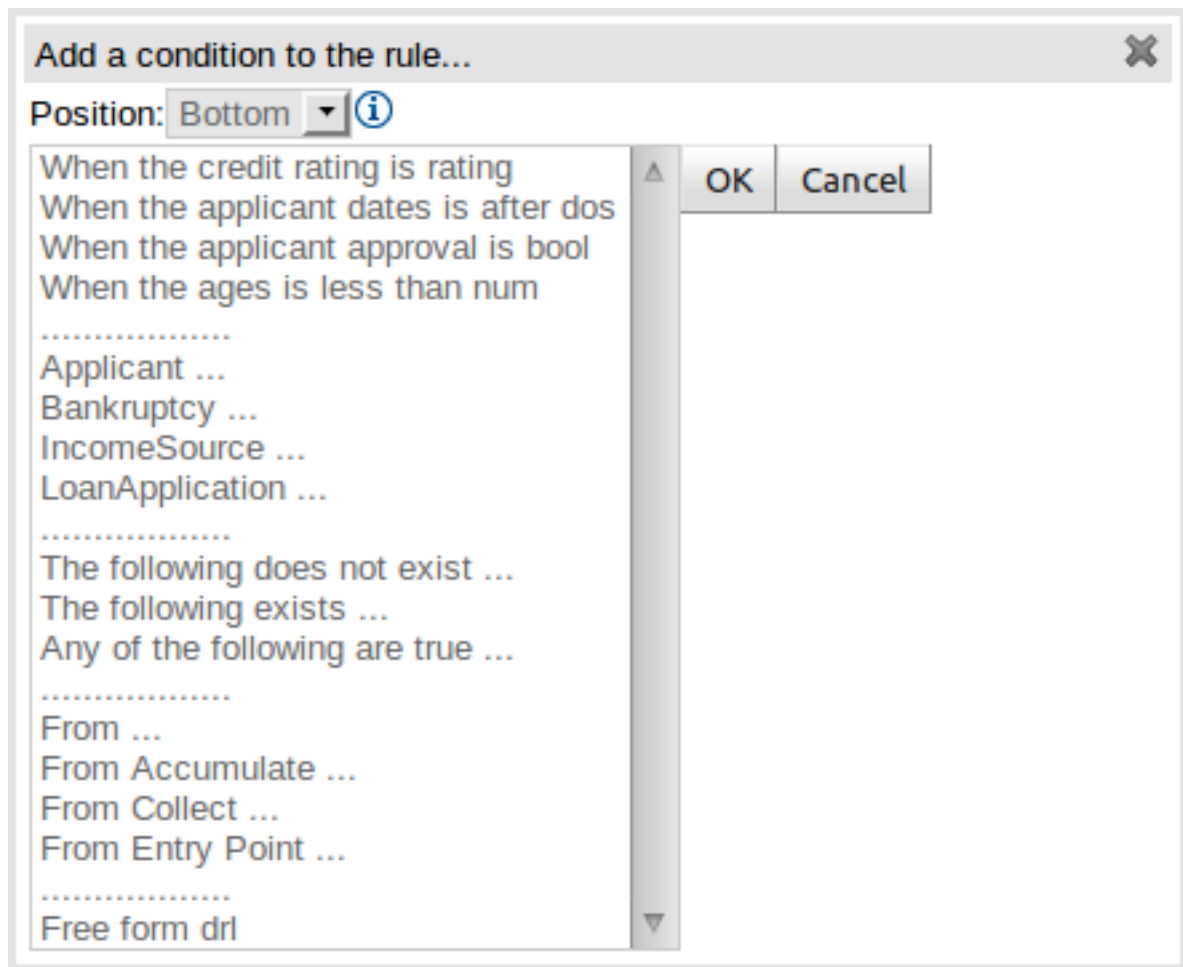 Add a condition to the rule...
Position: Bottom
When the credit rating is rating
When the applicant dates is after dos
When the applicant approval is bool
When the ages is less than num
..................
Applicant ...
Bankruptcy ...
IncomeSource ...
LoanApplication ...
..................
The following does not exist ...
The following exists ...
Any of the following are true ...
..................
From ...
From Accumulate ...
From Collect ...
From Entry Point ...
..................
Free form drl
OK Cancel